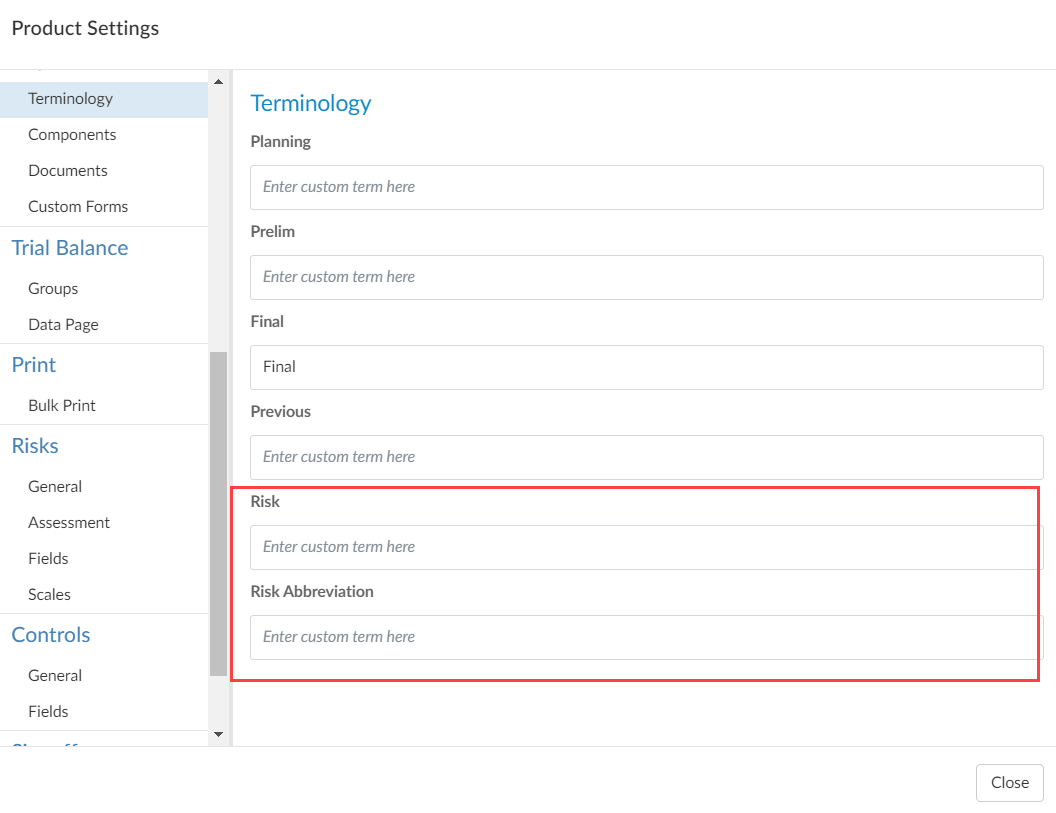 Product Settings
Terminology
Components
Documents
Custom Forms
Trial Balance
Groups
Data Page
Print
Bulk Print
Risks
General
Assessment
Fields
Scales
Controls
General
Fields
Terminology
Planning
Enter custom term here
Prelim
Enter custom term here
Final
Final
Previous
Enter custom term here
Risk
Enter custom term here
Risk Abbreviation
Enter custom term here
Close